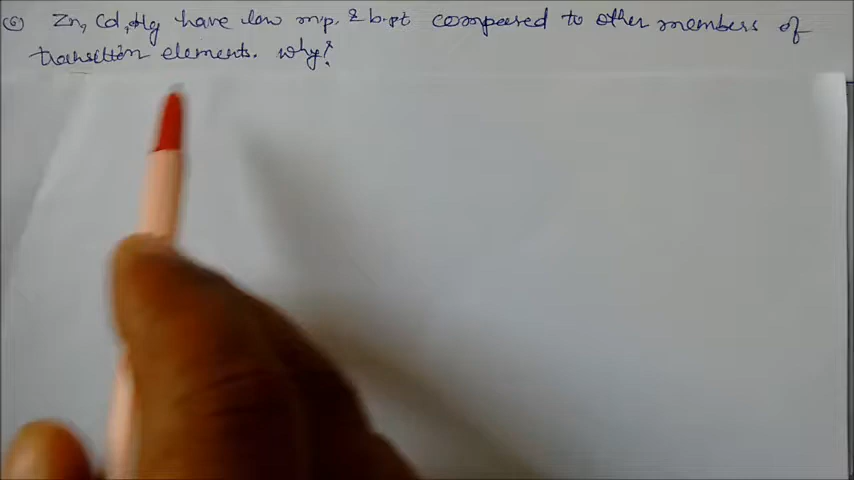 6 Zn, Cd, Hg have low m.p. & b.pt compared to other members of
transition elements. why?